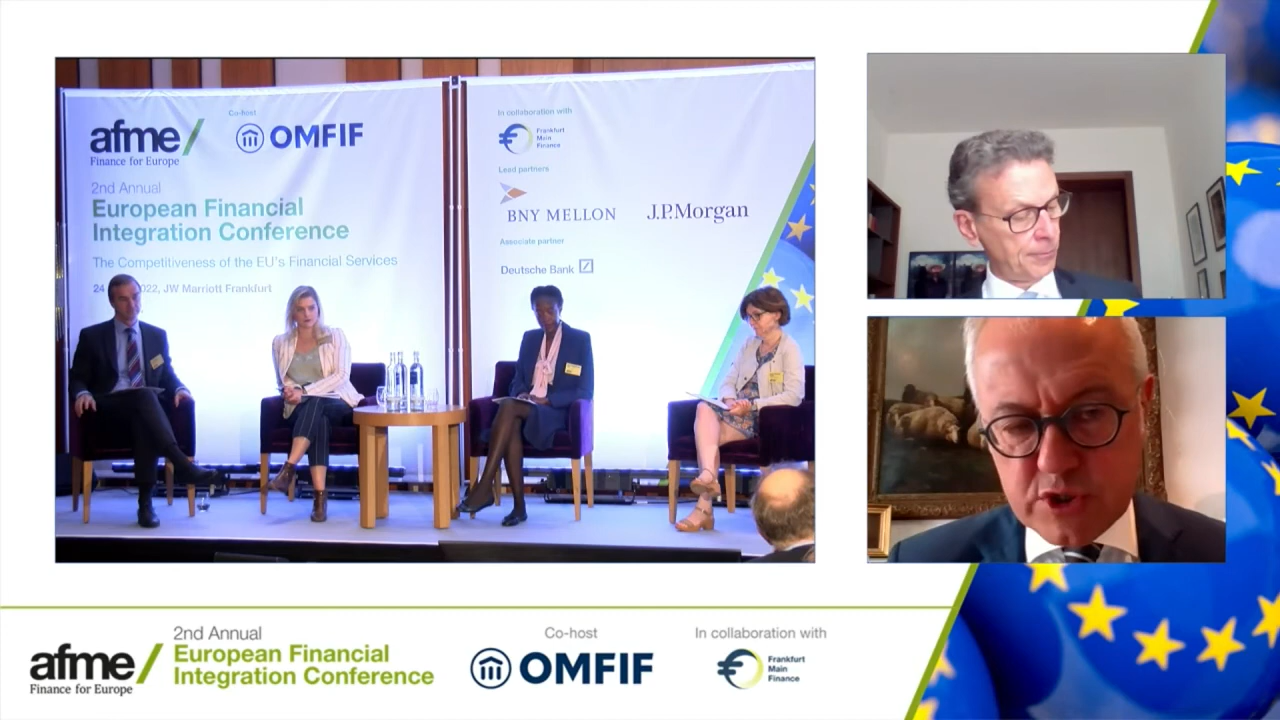 afme/
Finance for Europe
Co-host
OMFIF
2nd Annual
European Financial
Integration Conference
The Competitiveness of the EU's Financial Services
24
2022, JW Marriott Frankfurt
In collaboration with
Frankfurt
Main
Finance
Lead partners
BNY MELLON
J.P.Morgan
Associate partner
Deutsche Bank
afme/
Finance for Europe
2nd Annual
European Financial
Integration Conference
Co-host
OMFIF
In collaboration with
Frankfurt
Main
Finance